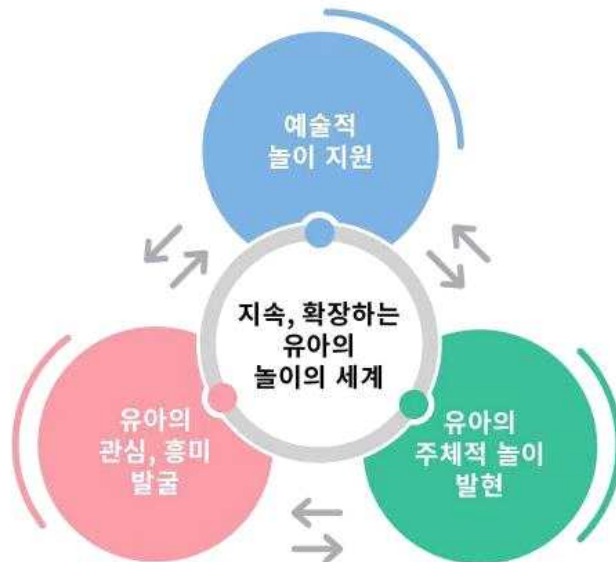 예술적
놀이 지원
지속, 확장하는
유아의
놀이의 세계
유아의
관심, 흥미
발굴
유아의
주체적 놀이
발현